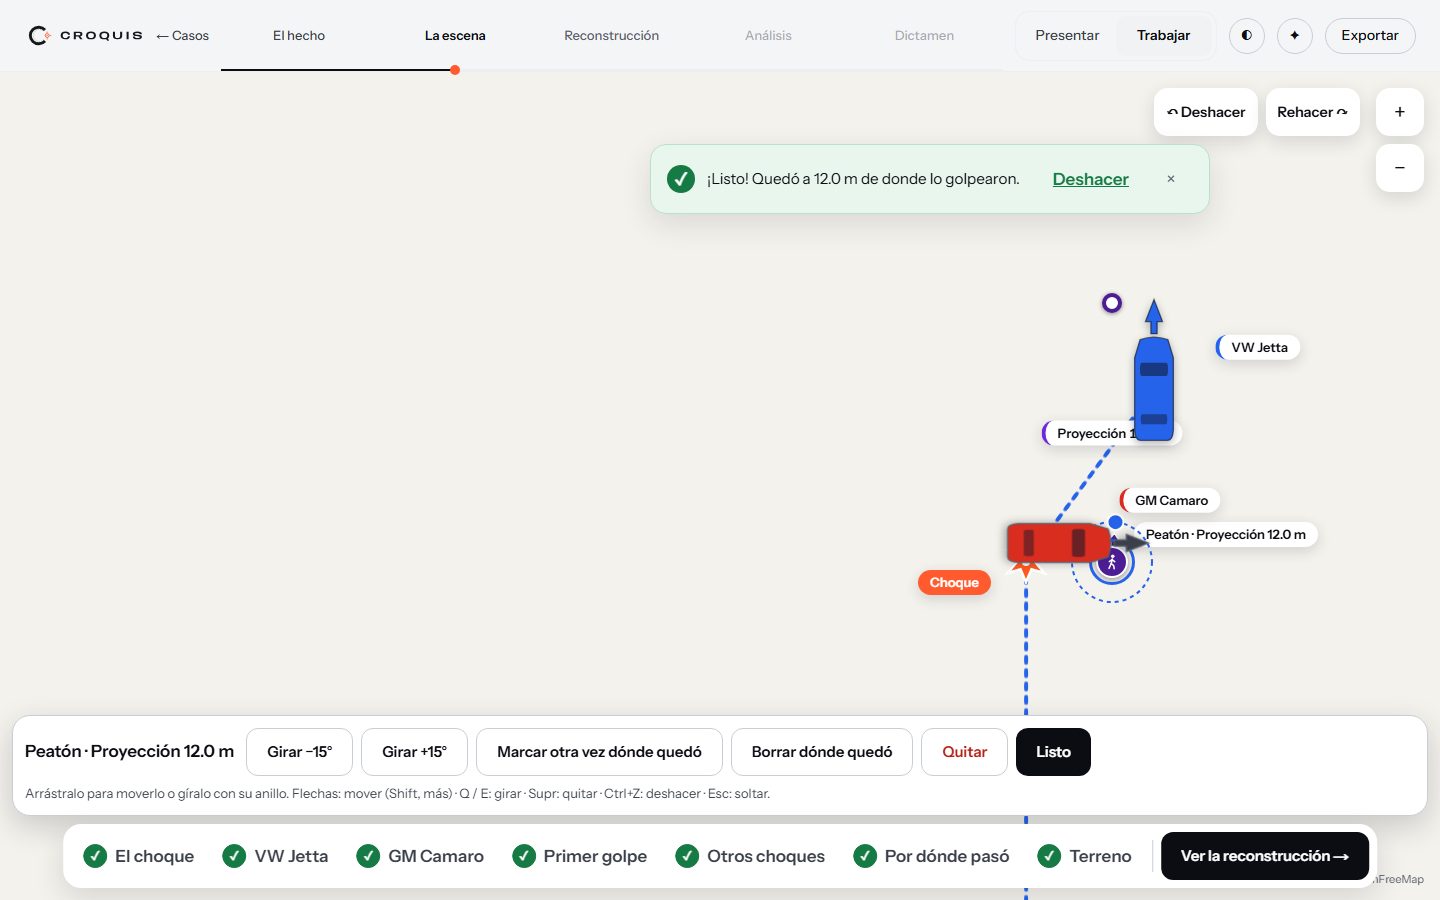 CROQUIS
← Casos
El hecho
La escena
Reconstrucción
Análisis
Dictamen
Presentar
Trabajar
Exportar
Deshacer
Rehacer
+
−
¡Listo! Quedó a 12.0 m de donde lo golpearon.
Deshacer
×
VW Jetta
Proyección
GM Camaro
Peatón · Proyección 12.0 m
Choque
Peatón · Proyección 12.0 m
Girar −15°
Girar +15°
Marcar otra vez dónde quedó
Borrar dónde quedó
Quitar
Listo
Arrástralo para moverlo o gíralo con su anillo. Flechas: mover (Shift, más) · Q / E: girar · Supr: quitar · Ctrl+Z: deshacer · Esc: soltar.
El choque
VW Jetta
GM Camaro
Primer golpe
Otros choques
Por dónde pasó
Terreno
Ver la reconstrucción →
nFreeMap